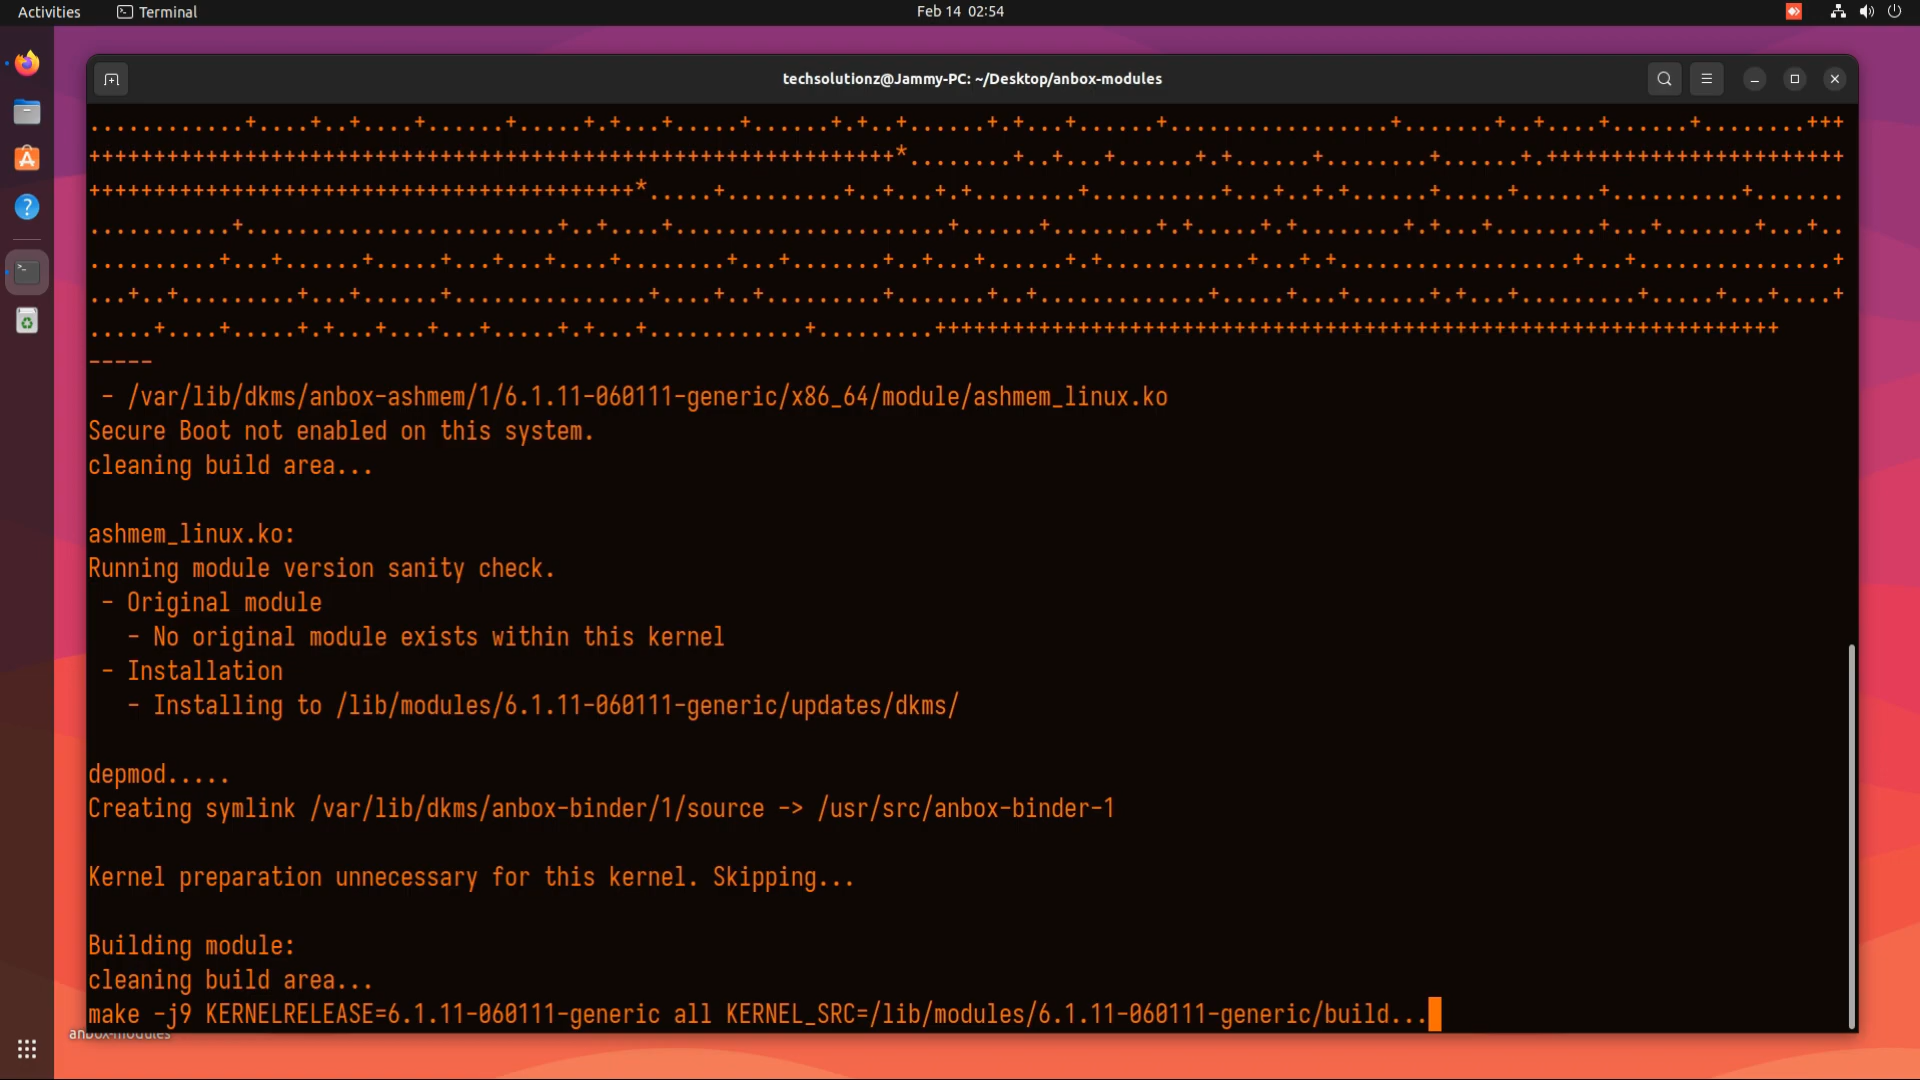 Activities
Terminal
Feb 14 02:54
techsolutionz@Jammy-PC: ~/Desktop/anbox-modules
-----
 - /var/lib/dkms/anbox-ashmem/1/6.1.11-060111-generic/x86_64/module/ashmem_linux.ko
Secure Boot not enabled on this system.
cleaning build area...
ashmem_linux.ko:
Running module version sanity check.
 - Original module
   - No original module exists within this kernel
 - Installation
   - Installing to /lib/modules/6.1.11-060111-generic/updates/dkms/
depmod.....
Creating symlink /var/lib/dkms/anbox-binder/1/source -> /usr/src/anbox-binder-1
Kernel preparation unnecessary for this kernel. Skipping...
Building module:
cleaning build area...
make -j9 KERNELRELEASE=6.1.11-060111-generic all KERNEL_SRC=/lib/modules/6.1.11-060111-generic/build...
anbox-modules